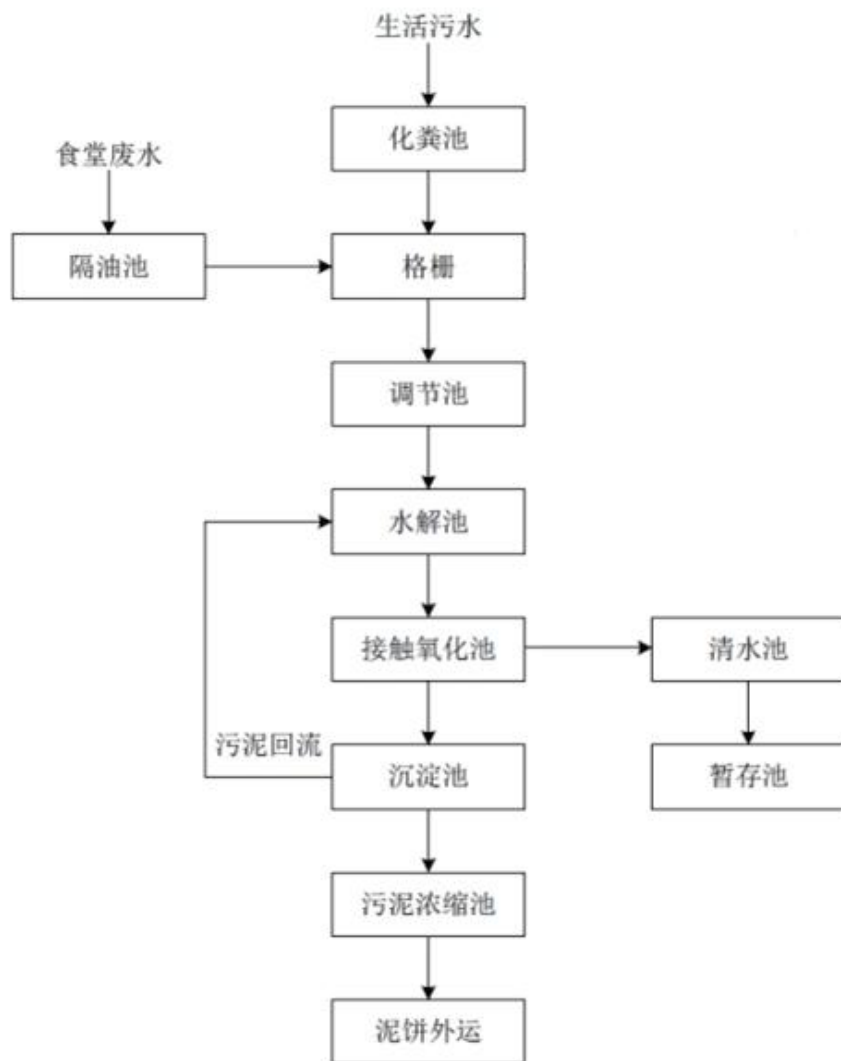 生活污水
化粪池
食堂废水
隔油池
格栅
调节池
水解池
接触氧化池
清水池
污泥回流
沉淀池
暂存池
污泥浓缩池
泥饼外运